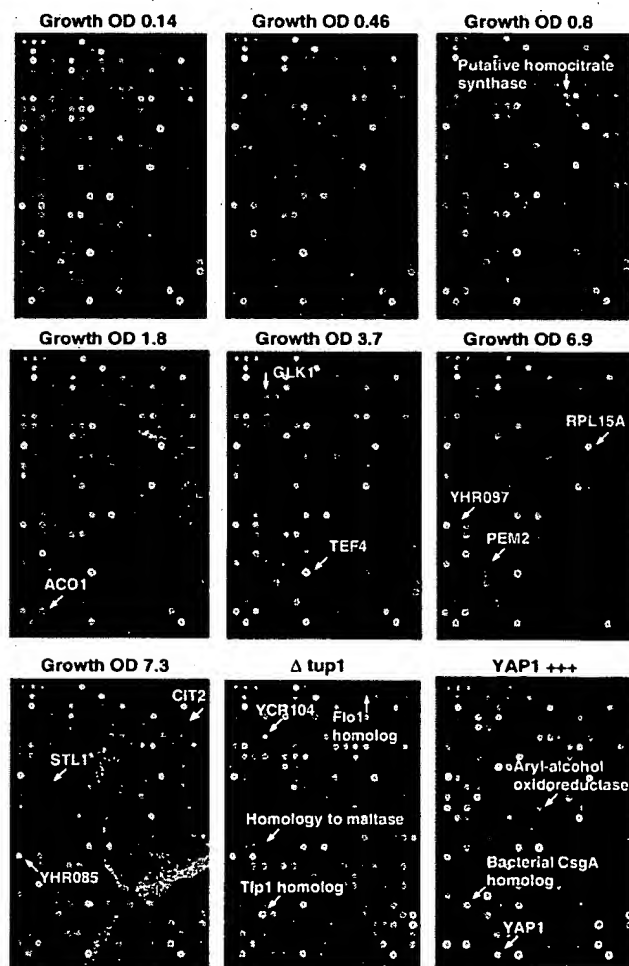 Growth OD 0.14
Growth OD 0.46
Growth OD 0.8
Putative homocitrate
synthase
Growth OD 1.8
Growth OD 3.7
Growth OD 6.9
GLK1
RPL15A
YHR097
PEM2
TEF4
ACO1
Growth OD 7.3
Δ tup1
YAP1 +++
CIT2
YCR104
Flo1
homolog
STL1
Aryl-alcohol
oxidoreductase
Homology to maltase
YHR085
Bacterial CsgA
homolog
Tfp1 homolog
YAP1